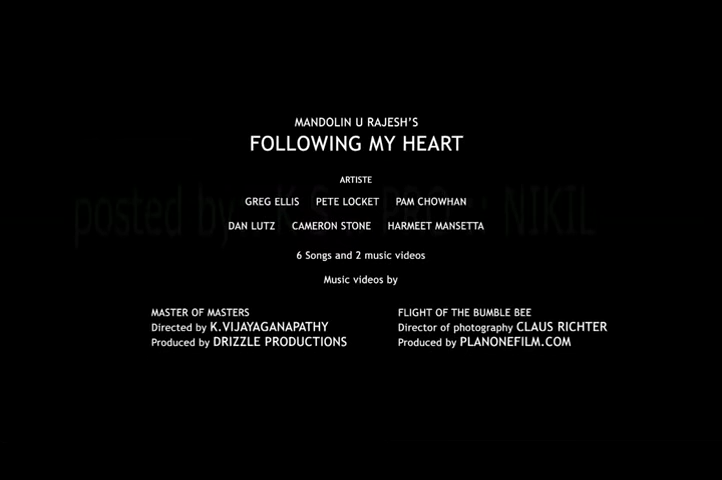 MANDOLIN U RAJESH'S
FOLLOWING MY HEART
ARTISTE
GREG ELLIS PETE LOCKET PAM CHOWHAN
DAN LUTZ CAMERON STONE HARMEET MANSETTA
6 Songs and 2 music videos
Music videos by
MASTER OF MASTERS
Directed by K.VIJAYAGANAPATHY
Produced by DRIZZLE PRODUCTIONS
FLIGHT OF THE BUMBLE BEE
Director of photography CLAUS RICHTER
Produced by PLANONEFILM.COM
posted by NIKIL